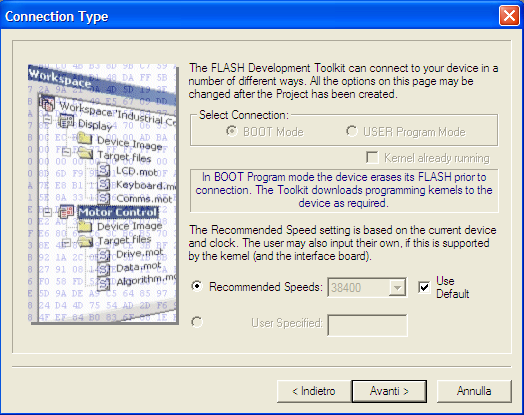 Connection Type
The FLASH Development Toolkit can connect to your device in a
number of different ways. All the options on this page may be
changed after the Project has been created.
Select Connection:
BOOT Mode
USER Program Mode
Kernel already running
In BOOT Program mode the device erases its FLASH prior to
connection. The Toolkit downloads programming kernels to the
device as required.
The Recommended Speed setting is based on the current device
and clock. The user may also input their own, if this is supported
by the kernel (and the interface board).
Recommended Speeds:
38400
Use
Default
User Specified:
Workspace
Workspace 'Industrial Co
Display
Device Image
Target files
LCD.mot
Keyboard.mo
Comms.mot
Motor Control
Device Image
Target files
Drive.mot
Data.mot
Algorithm.mot
< Indietro
Avanti >
Annulla